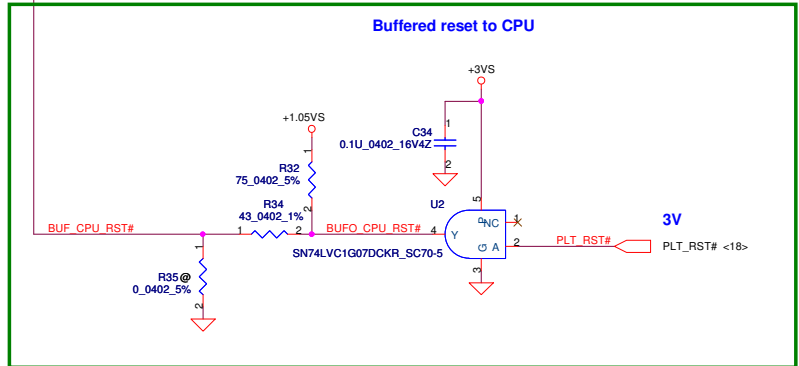 Buffered reset to CPU
+3VS
+1.05VS
C34
0.1U_0402_16V4Z
1
2
1
R32
75_0402_5%
2
U2
5
P
NC
1
3V
R34
43_0402_1%
BUF_CPU_RST#
1
2
BUFO_CPU_RST#
4
Y
G
A
2
PLT_RST#
PLT_RST# <18>
SN74LVC1G07DCKR_SC70-5
3
1
R35@
0_0402_5%
2